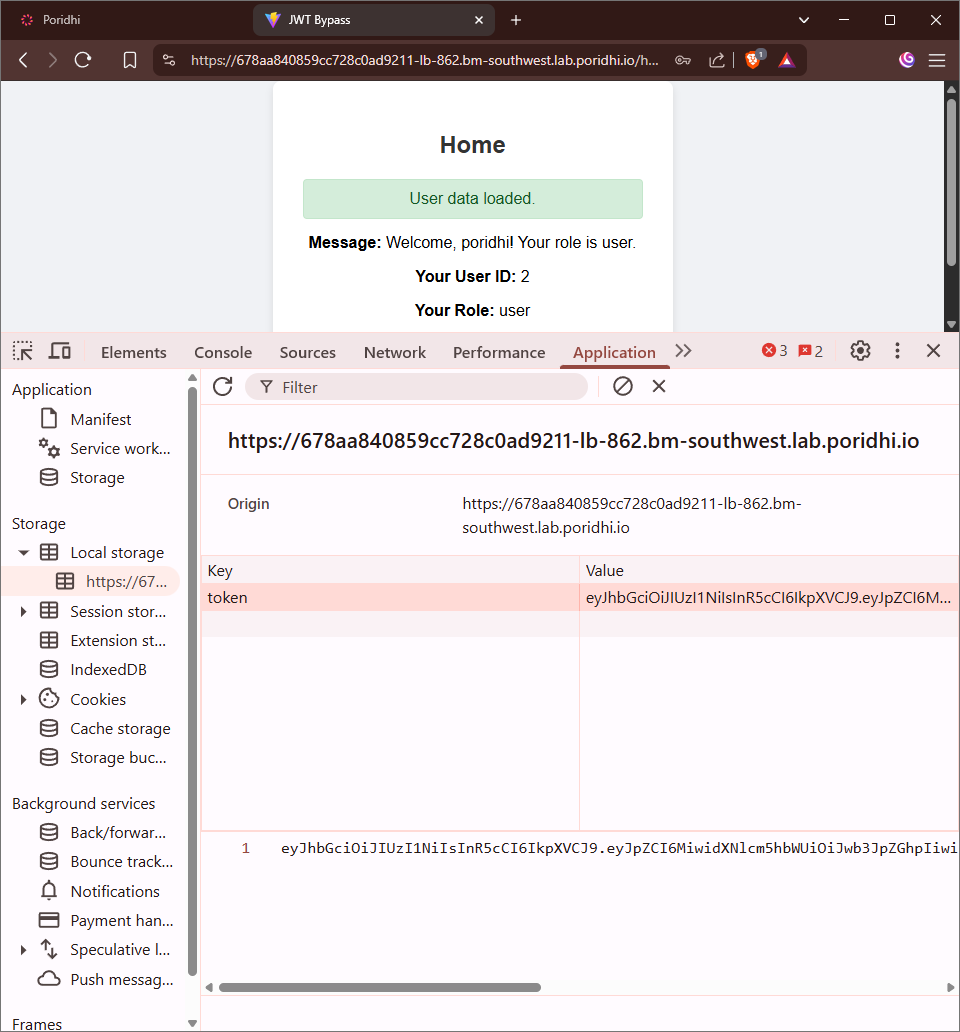 Poridhi
JWT Bypass
https://678aa840859cc728c0ad9211-lb-862.bm-southwest.lab.poridhi.io/h...
1
Home
User data loaded.
Message: Welcome, poridhi! Your role is user.
Your User ID: 2
Your Role: user
Elements Console Sources Network Performance Application 3 2
Application
Manifest
Service work...
Storage
Storage
Local storage
https://67...
Session stor...
Extension st...
IndexedDB
Cookies
Cache storage
Storage buc...
Background services
Back/forwar...
Bounce track...
Notifications
Payment han...
Speculative l...
Push messag...
Frames
Filter
https://678aa840859cc728c0ad9211-lb-862.bm-southwest.lab.poridhi.io
Origin https://678aa840859cc728c0ad9211-lb-862.bm-
southwest.lab.poridhi.io
Key Value
token eyJhbGciOiJIUzI1NiIsInR5cCI6IkpXVCJ9.eyJpZCI6M...
1 eyJhbGciOiJIUzI1NiIsInR5cCI6IkpXVCJ9.eyJpZCI6MiwidXNlcm5hbWUiOiJwb3JpZGhpIiwi